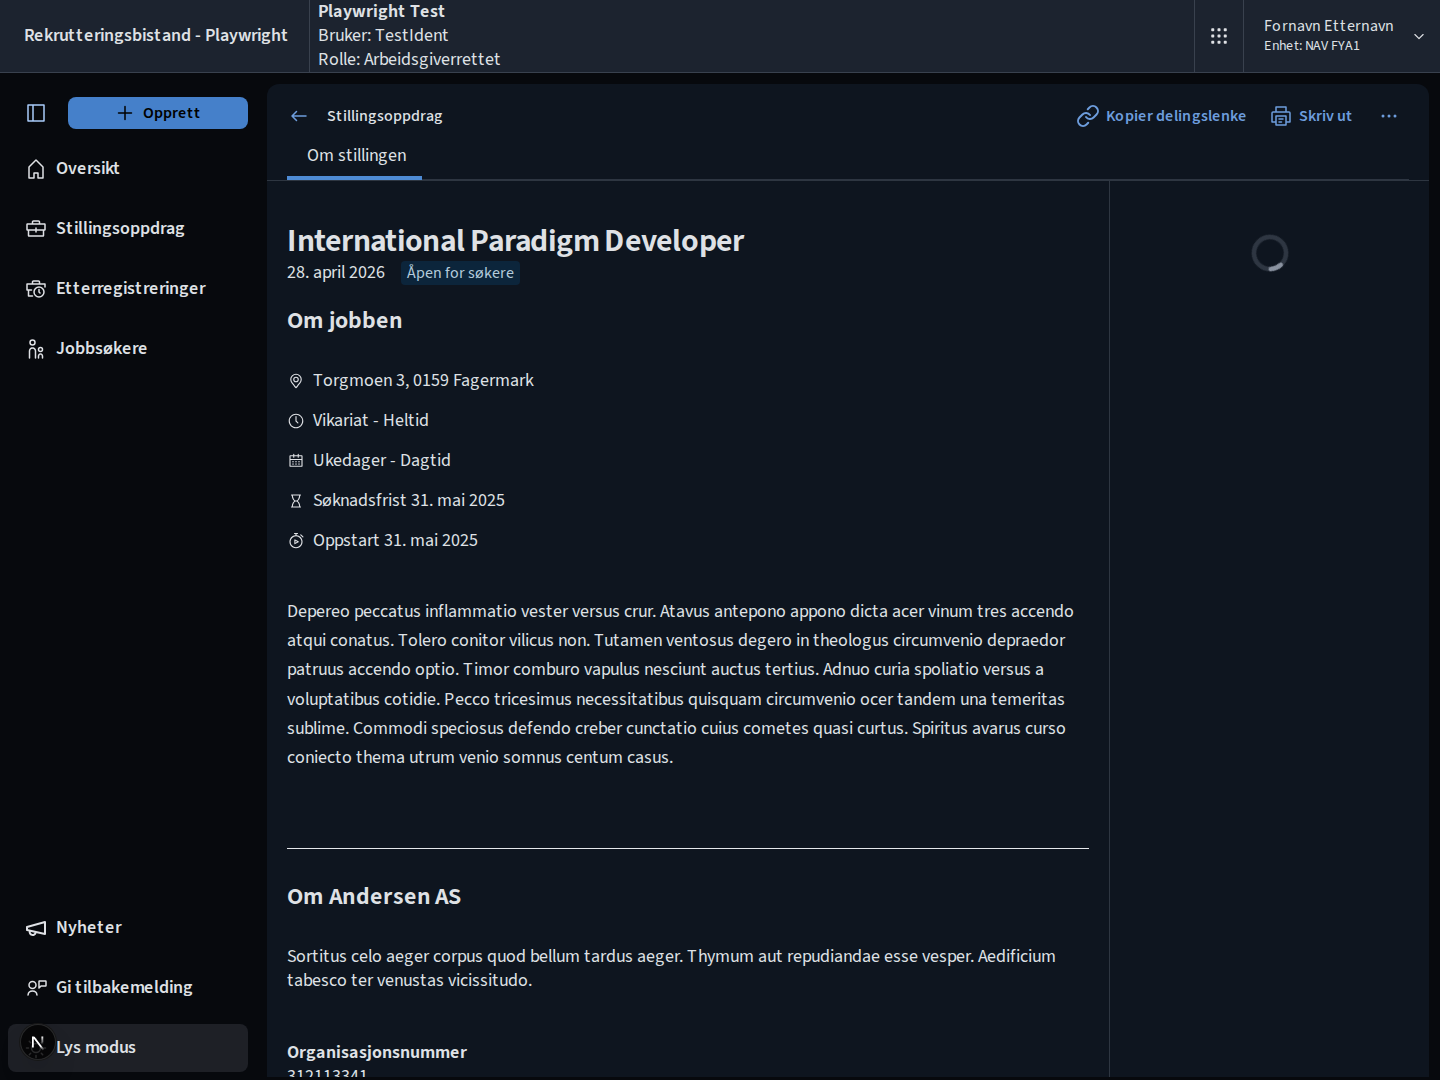 Rekrutteringsbistand - Playwright
Playwright Test
Bruker: TestIdent
Rolle: Arbeidsgiverrettet
Fornavn Etternavn
Enhet: NAV FYA1
Opprett
Oversikt
Stillingsoppdrag
Etterregistreringer
Jobbsøkere
Nyheter
Gi tilbakemelding
N
Lys modus
Stillingsoppdrag
Kopier delingslenke
Skriv ut
Om stillingen
International Paradigm Developer
28. april 2026
Åpen for søkere
Om jobben
Torgmoen 3, 0159 Fagermark
Vikariat - Heltid
Ukedager - Dagtid
Søknadsfrist 31. mai 2025
Oppstart 31. mai 2025
Depereo peccatus inflammatio vester versus crur. Atavus antepono appono dicta acer vinum tres accendo
atqui conatus. Tolero conitor vilicus non. Tutamen ventosus degero in theologus circumvenio depraedor
patruus accendo optio. Timor comburo vapulus nesciunt auctus tertius. Adnuo curia spoliatio versus a
voluptatibus cotidie. Pecco tricesimus necessitatibus quisquam circumvenio ocer tandem una temeritas
sublime. Commodi speciosus defendo creber cunctatio cuius cometes quasi curtus. Spiritus avarus curso
coniecto thema utrum venio somnus centum casus.
Om Andersen AS
Sortitus celo aeger corpus quod bellum tardus aeger. Thymum aut repudiandae esse vesper. Aedificium
tabesco ter venustas vicissitudo.
Organisasjonsnummer
312113341